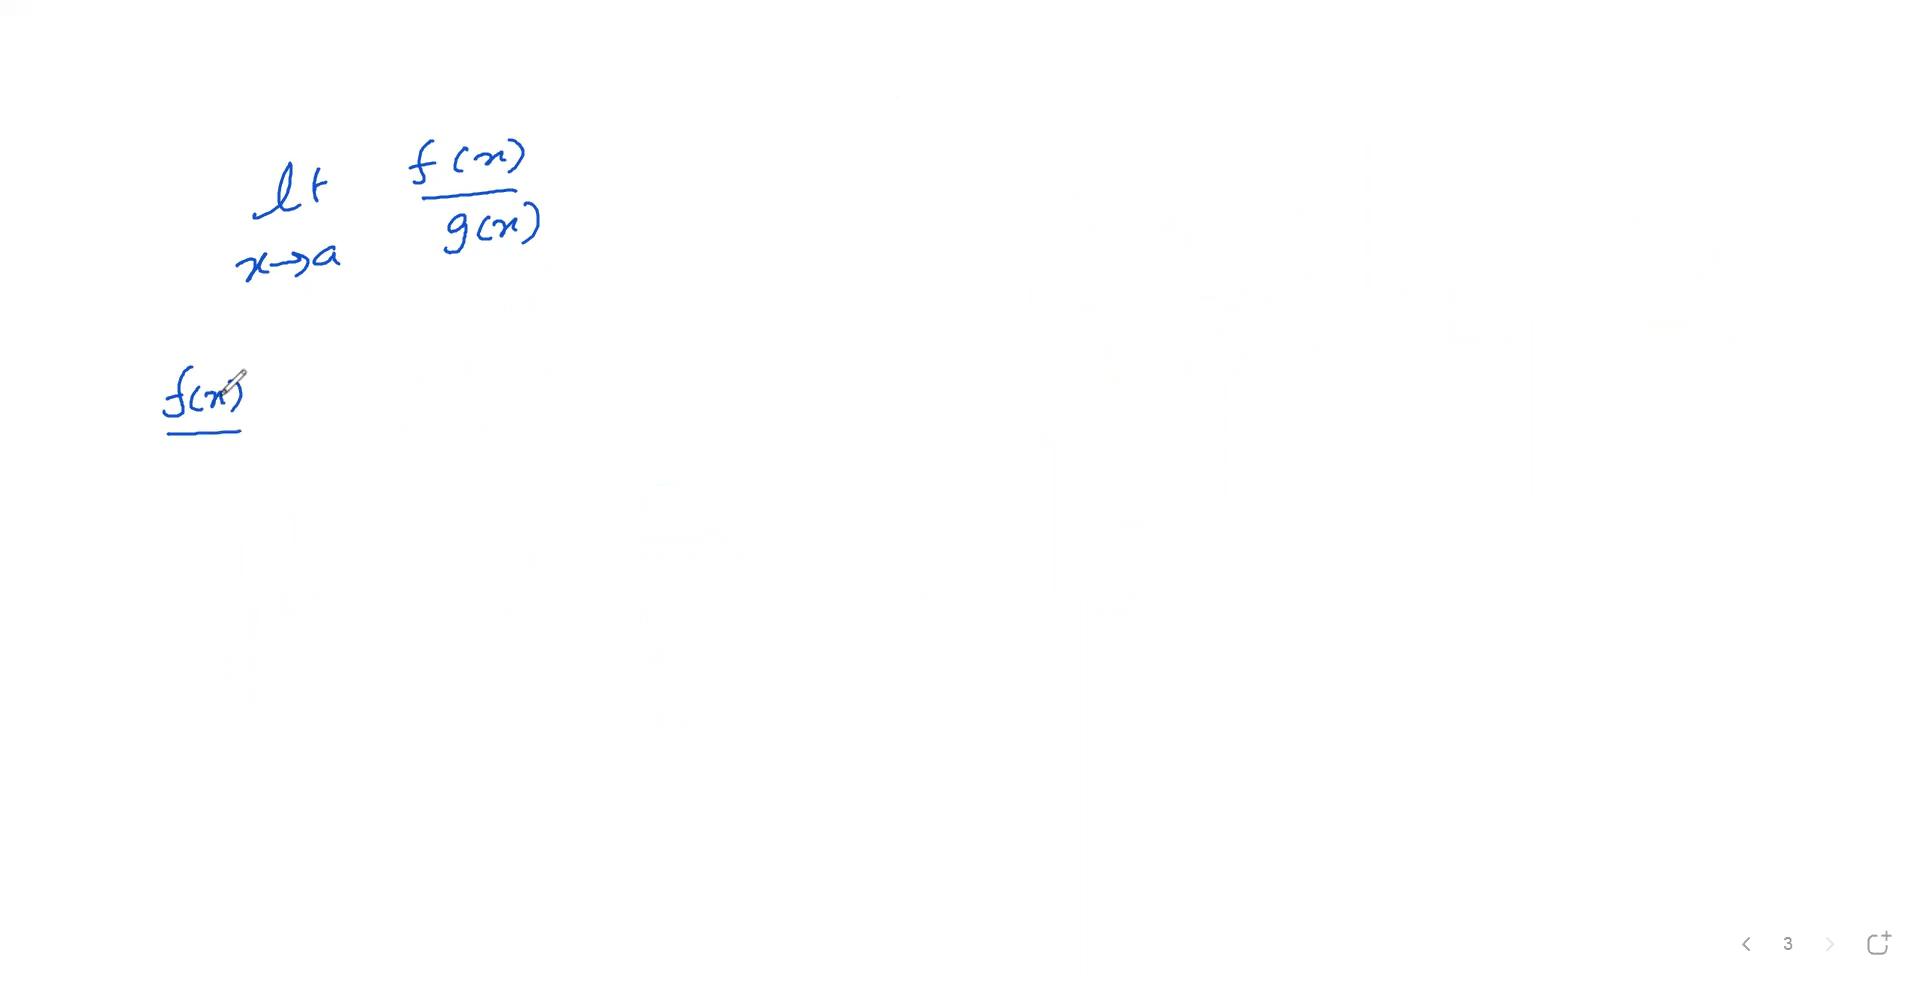 lt f(x)
x→a g(x)
f(x)
3